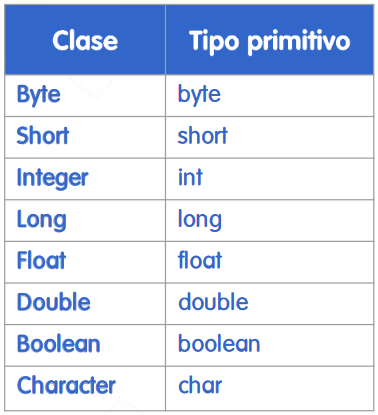 Clase Tipo primitivo
Byte byte
Short short
Integer int
Long long
Float float
Double double
Boolean boolean
Character char